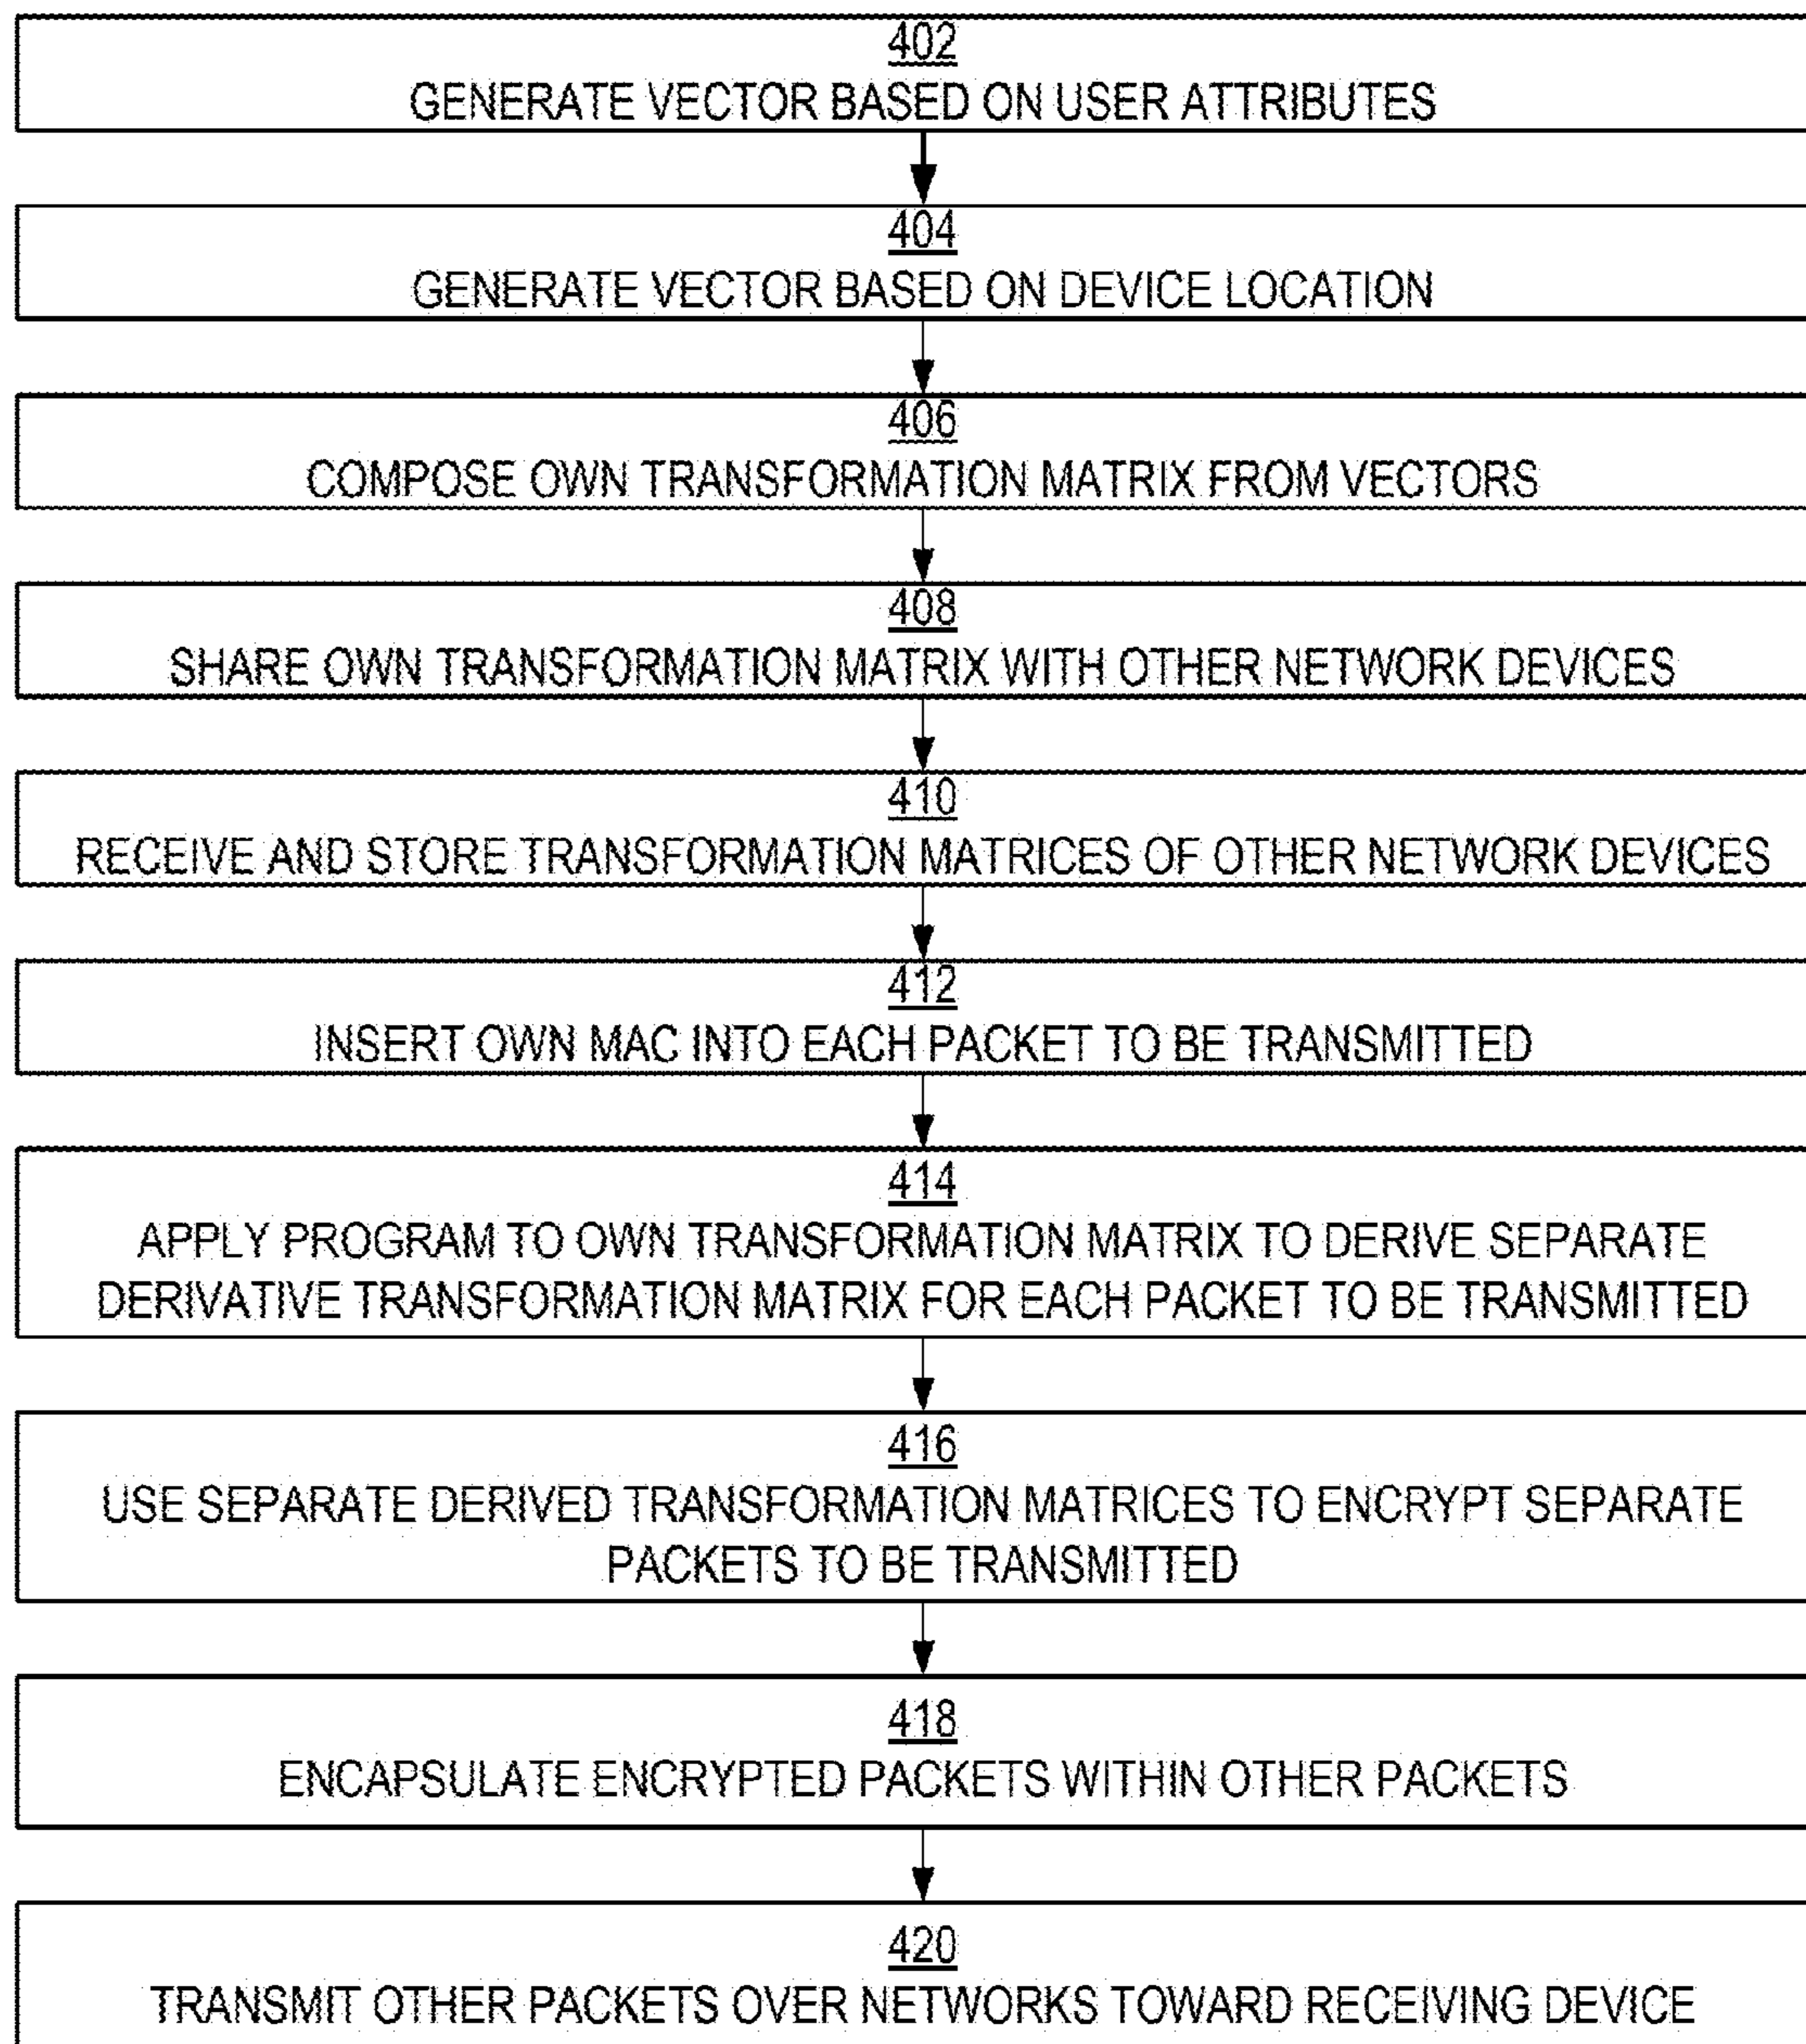 402
GENERATE VECTOR BASED ON USER ATTRIBUTES
404
GENERATE VECTOR BASED ON DEVICE LOCATION
406
COMPOSE OWN TRANSFORMATION MATRIX FROM VECTORS
408
SHARE OWN TRANSFORMATION MATRIX WITH OTHER NETWORK DEVICES
410
RECEIVE AND STORE TRANSFORMATION MATRICES OF OTHER NETWORK DEVICES
412
INSERT OWN MAC INTO EACH PACKET TO BE TRANSMITTED
414
APPLY PROGRAM TO OWN TRANSFORMATION MATRIX TO DERIVE SEPARATE
DERIVATIVE TRANSFORMATION MATRIX FOR EACH PACKET TO BE TRANSMITTED
416
USE SEPARATE DERIVED TRANSFORMATION MATRICES TO ENCRYPT SEPARATE
PACKETS TO BE TRANSMITTED
418
ENCAPSULATE ENCRYPTED PACKETS WITHIN OTHER PACKETS
420
TRANSMIT OTHER PACKETS OVER NETWORKS TOWARD RECEIVING DEVICE